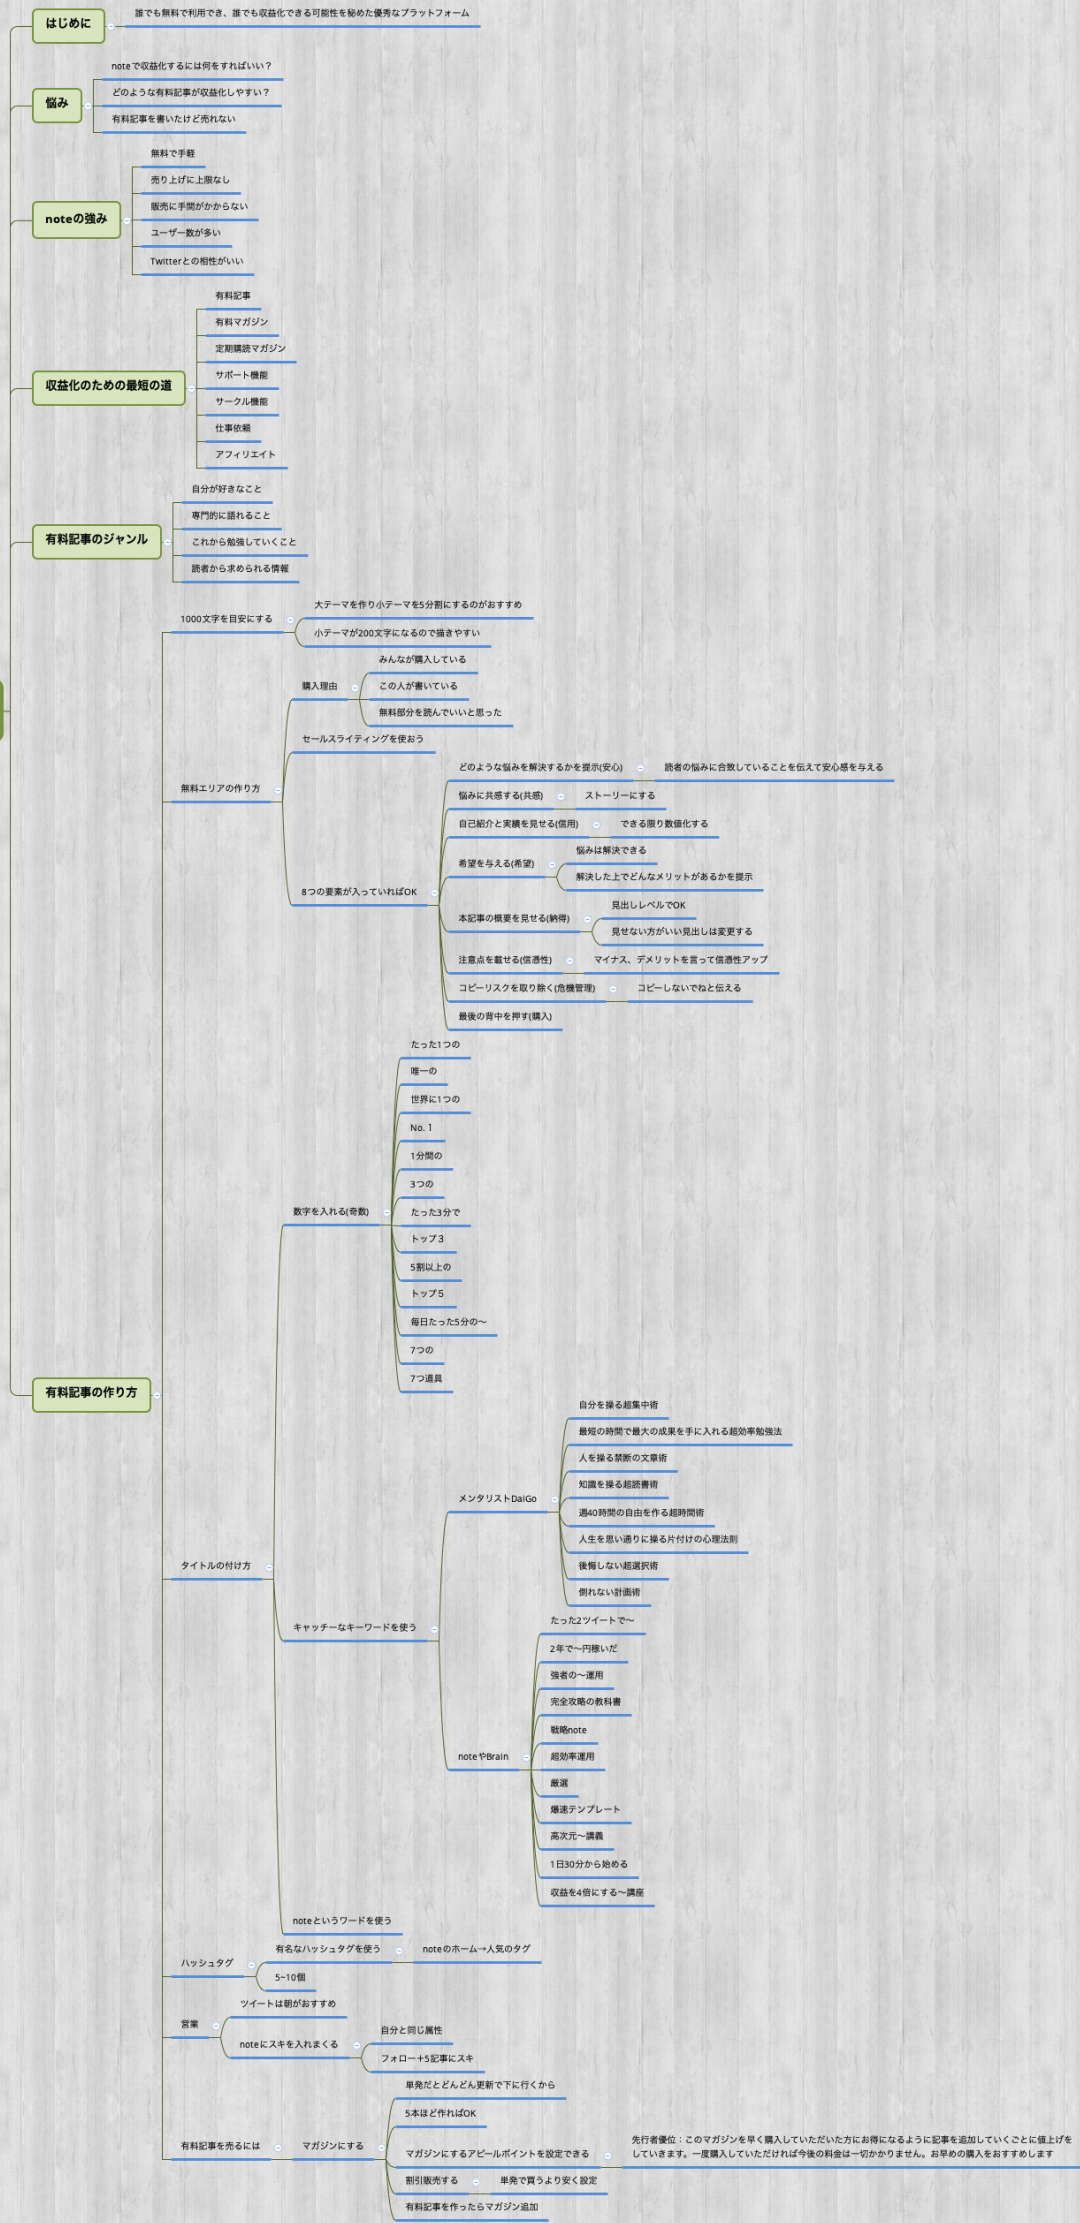 はじめに
誰でも無料で利用でき、誰でも収益化できる可能性を秘めた優秀なプラットフォーム
悩み
noteで収益化するには何をすればいい？
どのような有料記事が収益化しやすい？
有料記事を書いたけど売れない
noteの強み
無料で手軽
売り上げに上限なし
販売に手間がかからない
ユーザー数が多い
Twitterとの相性がいい
収益化のための最短の道
有料記事
有料マガジン
定期購読マガジン
サポート機能
サークル機能
仕事依頼
アフィリエイト
有料記事のジャンル
自分が好きなこと
専門的に語れること
これから勉強していくこと
読者から求められる情報
有料記事の作り方
1000文字を目安にする
大テーマを作り小テーマを5分割にするのがおすすめ
小テーマが200文字になるので描きやすい
無料エリアの作り方
購入理由
みんなが購入している
この人が書いている
無料部分を読んでいいと思った
セールスライティングを使おう
8つの要素が入っていればOK
どのような悩みを解決するかを提示(安心)
読者の悩みに合致していることを伝えて安心感を与える
悩みに共感する(共感)
ストーリーにする
自己紹介と実績を見せる(信用)
できる限り数値化する
希望を与える(希望)
悩みは解決できる
解決した上でどんなメリットがあるかを提示
本記事の概要を見せる(納得)
見出しレベルでOK
見せない方がいい見出しは変更する
注意点を載せる(信憑性)
マイナス、デメリットを言って信憑性アップ
コピーリスクを取り除く(危機管理)
コピーしないでねと伝える
最後の背中を押す(購入)
タイトルの付け方
数字を入れる(奇数)
たった1つの
唯一の
世界に1つの
No. 1
1分間の
3つの
たった3分で
トップ３
5割以上の
トップ５
毎日たった5分の〜
7つの
7つ道具
キャッチーなキーワードを使う
メンタリストDaiGo
自分を操る超集中術
最短の時間で最大の成果を手に入れる超効率勉強法
人を操る禁断の文章術
知識を操る超読書術
週40時間の自由を作る超時間術
人生を思い通りに操る片付けの心理法則
後悔しない超選択術
倒れない計画術
noteやBrain
たった2ツイートで〜
2年で〜円稼いだ
強者の〜運用
完全攻略の教科書
戦略note
超効率運用
厳選
爆速テンプレート
高次元〜講義
1日30分から始める
収益を4倍にする〜講座
noteというワードを使う
ハッシュタグ
有名なハッシュタグを使う
noteのホーム→人気のタグ
5~10個
営業
ツイートは朝がおすすめ
noteにスキを入れまくる
自分と同じ属性
フォロー＋5記事にスキ
有料記事を売るには
マガジンにする
単発だとどんどん更新で下に行くから
5本ほど作ればOK
マガジンにするアピールポイントを設定できる
先行者優位：このマガジンを早く購入していただいた方にお得になるように記事を追加していくごとに値上げを
していきます。一度購入していただければ今後の料金は一切かかりません。お早めの購入をおすすめします
割引販売する
単発で買うより安く設定
有料記事を作ったらマガジン追加